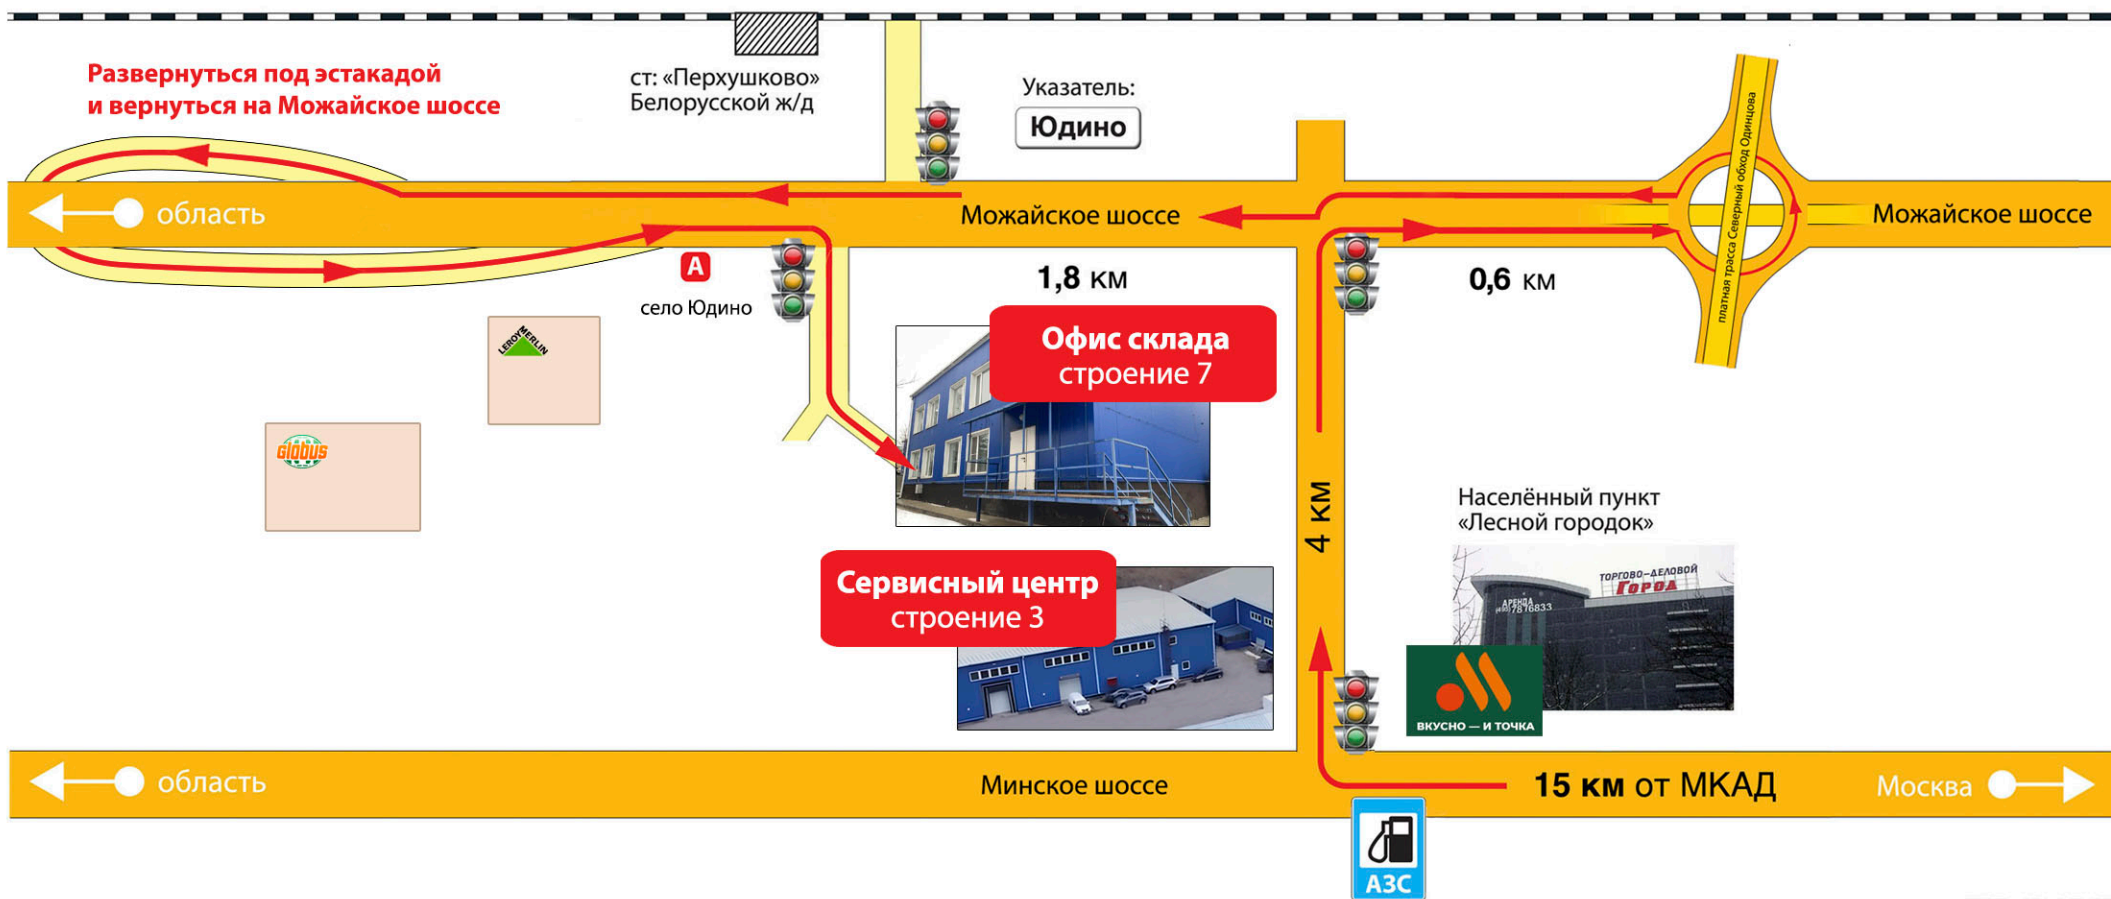 Развернуться под эстакадой
и вернуться на Можайское шоссе
ст: «Перхушково»
Белорусской ж/д
Указатель:
Юдино
платная трасса Северный обход Одинцова
область
Можайское шоссе
Можайское шоссе
А
село Юдино
1,8 км
0,6 км
LEROY MERLIN
Globus
Офис склада
строение 7
4 км
Населённый пункт
«Лесной городок»
Сервисный центр
строение 3
ТОРГОВО-ДЕЛОВОЙ
ГОРОД
АРЕНДА
7876833
ВКУСНО — И ТОЧКА
область
Минское шоссе
15 км от МКАД
Москва
АЗС